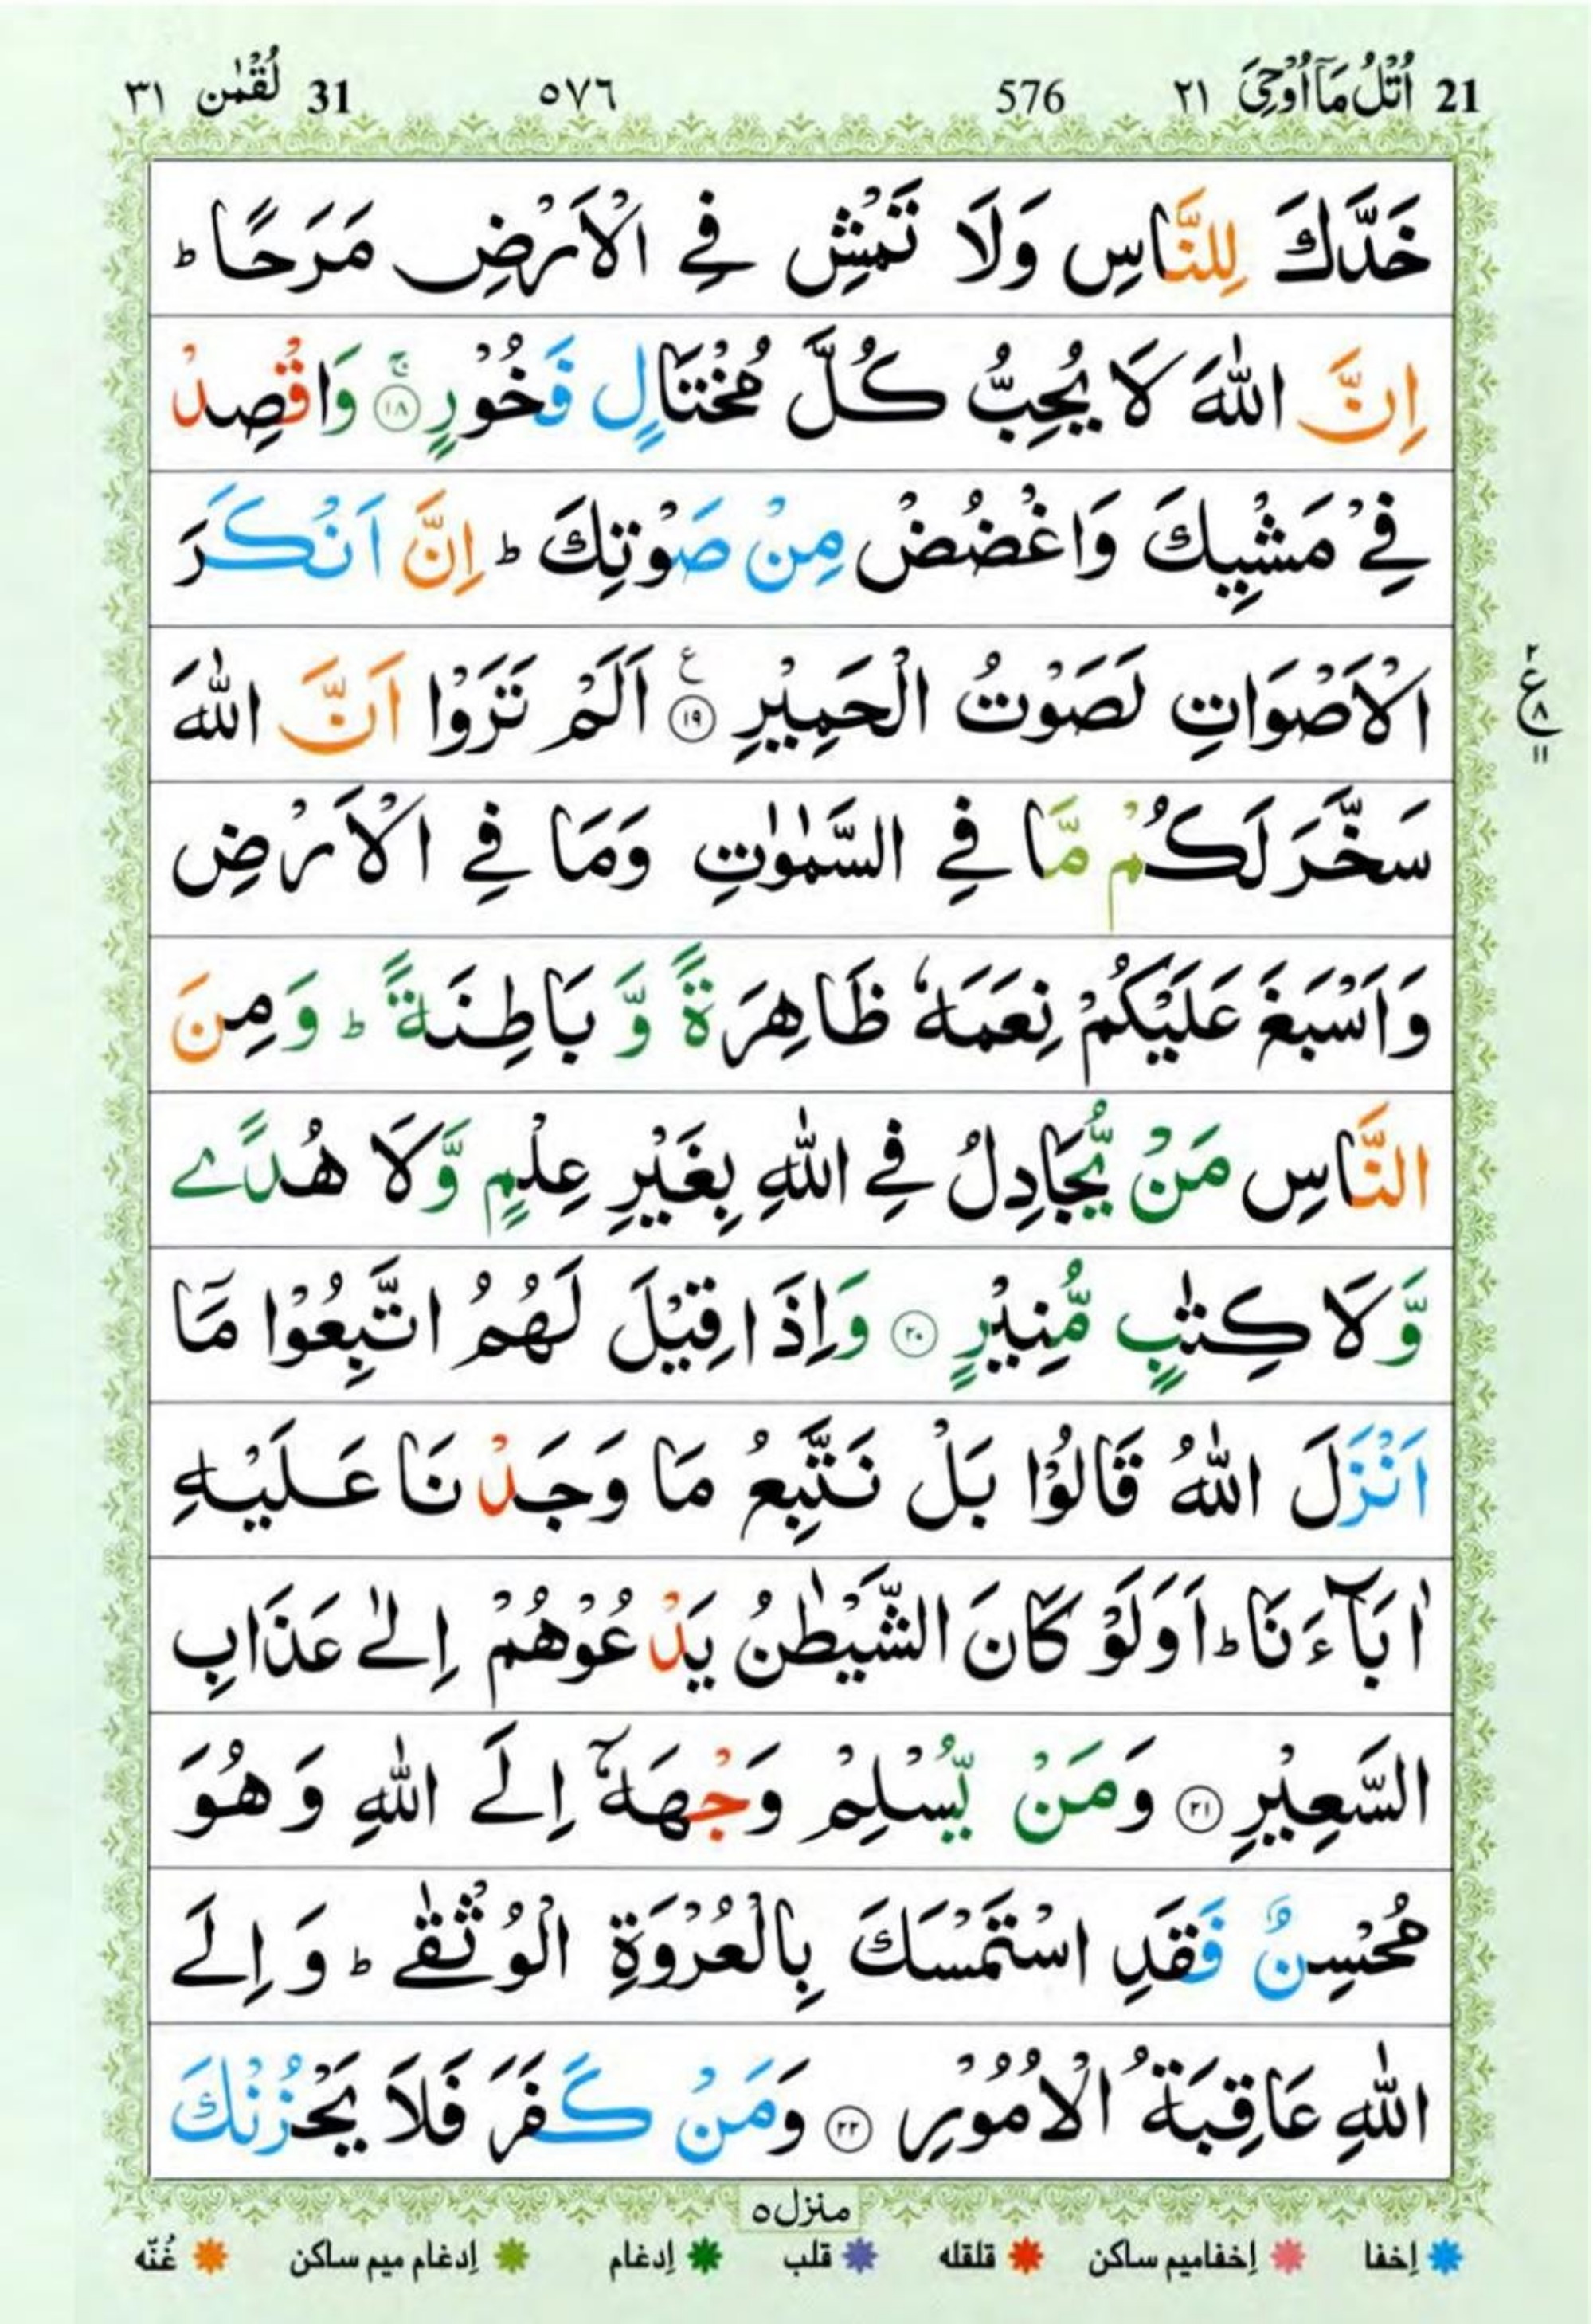 21 اُتْلُ مَآ اُوْحِیَ ٢١ 576 ٥٧٦ 31 لُقْمٰن ٣١
خَدَّكَ لِلنَّاسِ وَلَا تَمْشِ فِي الْاَرْضِ مَرَحًا ؕ
اِنَّ اللّٰهَ لَا يُحِبُّ كُلَّ مُخْتَالٍ فَخُوْرٍ ۚ ﴿١٨﴾ وَاقْصِدْ
فِيْ مَشْيِكَ وَاغْضُضْ مِنْ صَوْتِكَ ؕ اِنَّ اَنْكَرَ
الْاَصْوَاتِ لَصَوْتُ الْحَمِيْرِ ﴿١٩﴾ ع اَلَمْ تَرَوْا اَنَّ اللّٰهَ
٢ ع ٨ ١١
سَخَّرَ لَكُمْ مَّا فِي السَّمٰوٰتِ وَمَا فِي الْاَرْضِ
وَاَسْبَغَ عَلَيْكُمْ نِعَمَهٗ ظَاهِرَةً وَّ بَاطِنَةً ؕ وَمِنَ
النَّاسِ مَنْ يُّجَادِلُ فِي اللّٰهِ بِغَيْرِ عِلْمٍ وَّلَا هُدًى
وَّلَا كِتٰبٍ مُّنِيْرٍ ﴿٢٠﴾ وَاِذَا قِيْلَ لَهُمُ اتَّبِعُوْا مَآ
اَنْزَلَ اللّٰهُ قَالُوْا بَلْ نَتَّبِعُ مَا وَجَدْنَا عَلَيْهِ
اٰبَآءَنَا ؕ اَوَلَوْ كَانَ الشَّيْطٰنُ يَدْعُوْهُمْ اِلٰى عَذَابِ
السَّعِيْرِ ﴿٢١﴾ وَمَنْ يُّسْلِمْ وَجْهَهٗٓ اِلَى اللّٰهِ وَهُوَ
مُحْسِنٌ فَقَدِ اسْتَمْسَكَ بِالْعُرْوَةِ الْوُثْقٰى ؕ وَاِلَى
اللّٰهِ عَاقِبَةُ الْاُمُوْرِ ﴿٢٢﴾ وَمَنْ كَفَرَ فَلَا يَحْزُنْكَ
منزل ٥
إخفا إخفاميم ساكن قلقله قلب إدغام إدغام ميم ساكن غُنّه